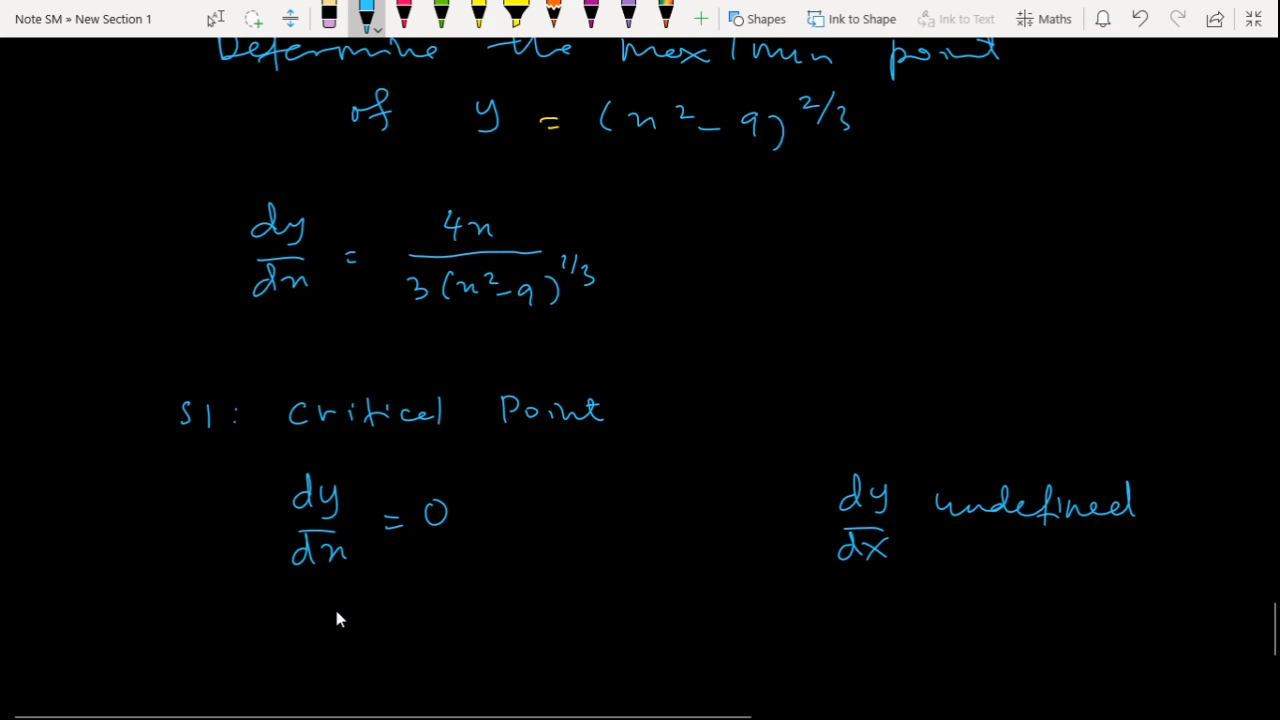 Note SM » New Section 1 Shapes Ink to Shape Ink to Text Maths
Determine the max/min point
of y = (x² - 9)^2/3
dy/dx = 4x / 3(x² - 9)^1/3
S1: Critical Point
dy/dx = 0 dy/dx undefined